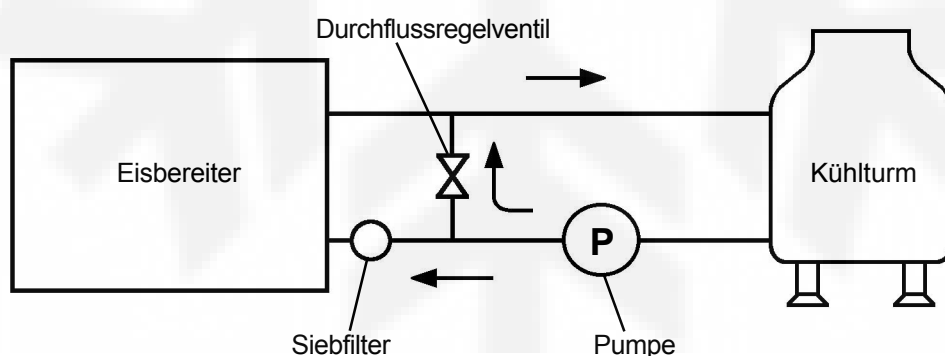 Durchflussregelventil
Eisbereiter
Kühlturm
P
Siebfilter
Pumpe